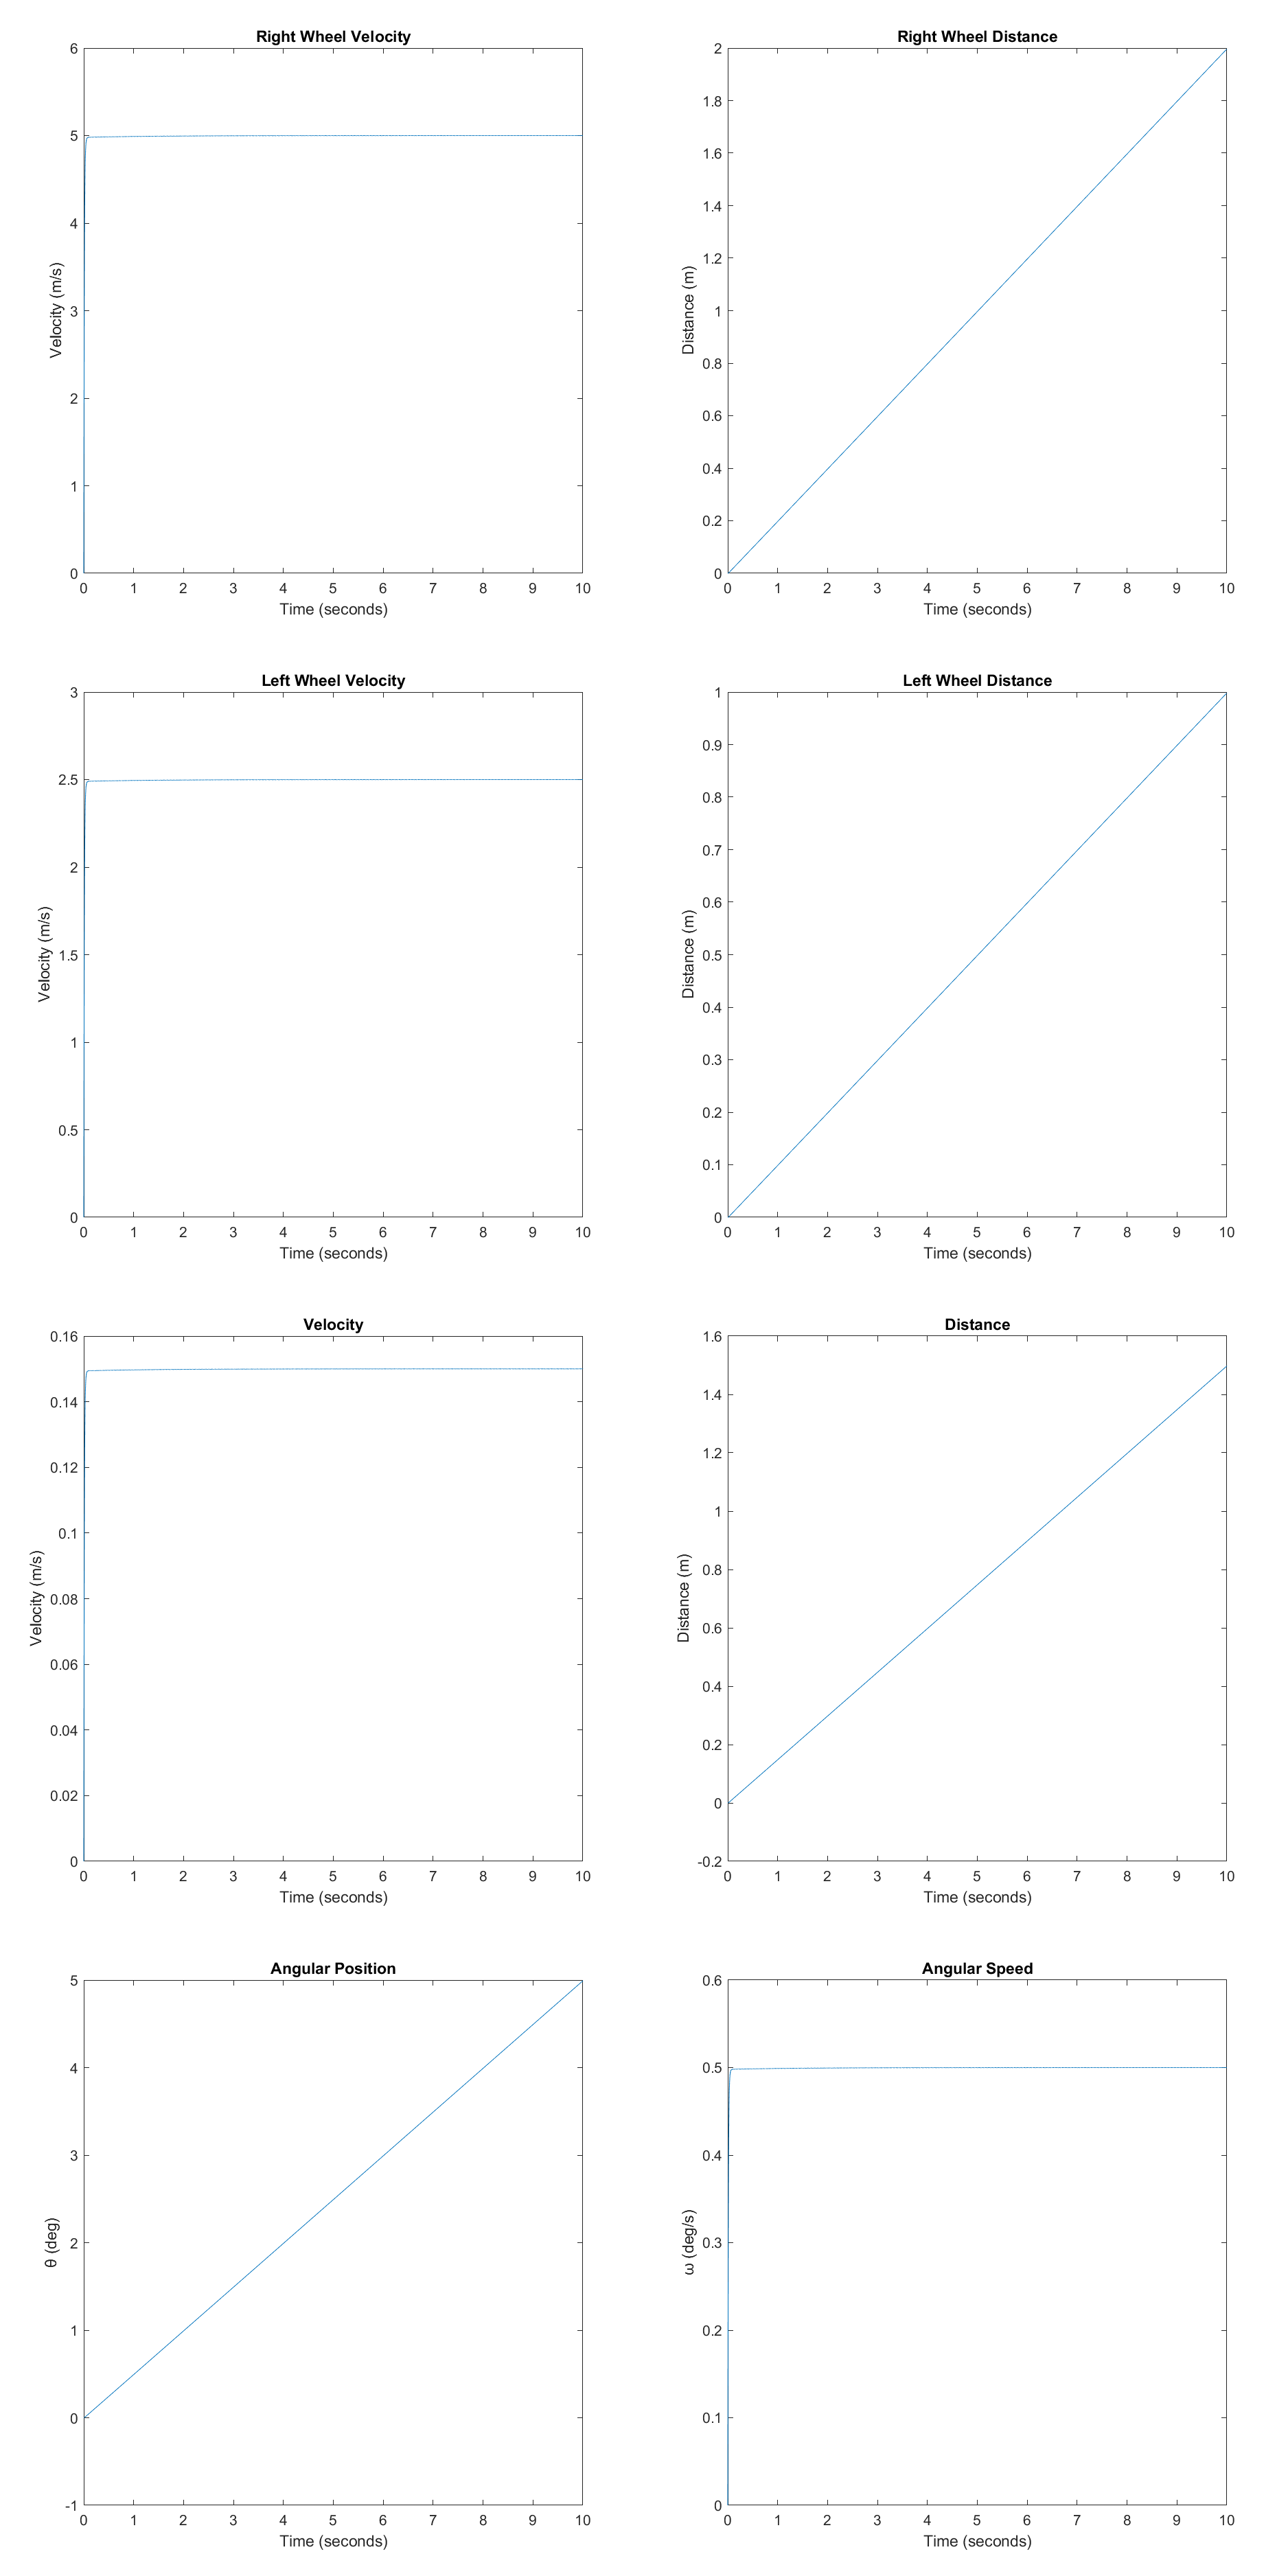 Right Wheel Velocity
6
5
4
3
2
1
0
Velocity (m/s)
0 1 2 3 4 5 6 7 8 9 10
Time (seconds)
Right Wheel Distance
2
1.8
1.6
1.4
1.2
1
0.8
0.6
0.4
0.2
0
Distance (m)
0 1 2 3 4 5 6 7 8 9 10
Time (seconds)
Left Wheel Velocity
3
2.5
2
1.5
1
0.5
0
Velocity (m/s)
0 1 2 3 4 5 6 7 8 9 10
Time (seconds)
Left Wheel Distance
1
0.9
0.8
0.7
0.6
0.5
0.4
0.3
0.2
0.1
0
Distance (m)
0 1 2 3 4 5 6 7 8 9 10
Time (seconds)
Velocity
0.16
0.14
0.12
0.1
0.08
0.06
0.04
0.02
0
Velocity (m/s)
0 1 2 3 4 5 6 7 8 9 10
Time (seconds)
Distance
1.6
1.4
1.2
1
0.8
0.6
0.4
0.2
0
-0.2
Distance (m)
0 1 2 3 4 5 6 7 8 9 10
Time (seconds)
Angular Position
5
4
3
2
1
0
-1
θ (deg)
0 1 2 3 4 5 6 7 8 9 10
Time (seconds)
Angular Speed
0.6
0.5
0.4
0.3
0.2
0.1
0
ω (deg/s)
0 1 2 3 4 5 6 7 8 9 10
Time (seconds)